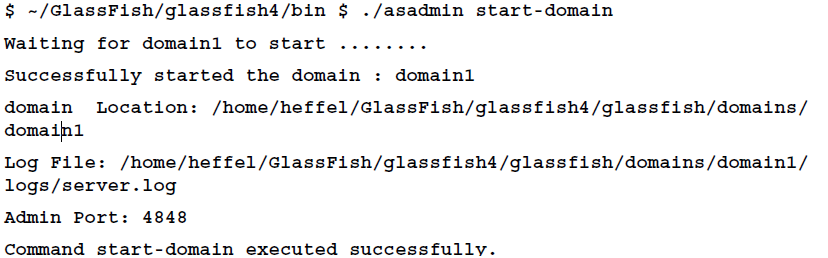 $ ~/GlassFish/glassfish4/bin $ ./asadmin start-domain
Waiting for domain1 to start ........
Successfully started the domain : domain1
domain  Location: /home/heffel/GlassFish/glassfish4/glassfish/domains/
domain1
Log File: /home/heffel/GlassFish/glassfish4/glassfish/domains/domain1/
logs/server.log
Admin Port: 4848
Command start-domain executed successfully.